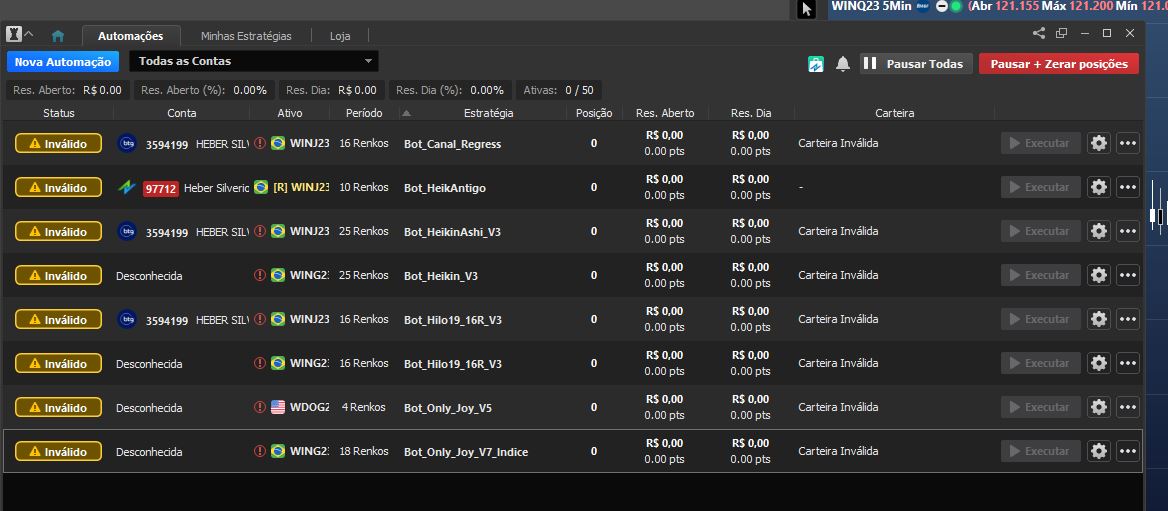 WINQ23 5Min (Abr 121.155 Máx 121.200 Mín 121.0
Automações Minhas Estratégias Loja
Nova Automação Todas as Contas Pausar Todas Pausar + Zerar posições
Res. Aberto: R$ 0.00 Res. Aberto (%): 0.00% Res. Dia: R$ 0.00 Res. Dia (%): 0.00% Ativas: 0 / 50
Status Conta Ativo Período Estratégia Posição Res. Aberto Res. Dia Carteira
Inválido btg 3594199 HEBER SILV WINJ23 16 Renkos Bot_Canal_Regress 0 R$ 0,00 R$ 0,00 Carteira Inválida Executar
0.00 pts 0.00 pts
Inválido 97712 Heber Silverio [R] WINJ23 10 Renkos Bot_HeikAntigo 0 R$ 0,00 R$ 0,00 - Executar
0.00 pts 0.00 pts
Inválido btg 3594199 HEBER SILV WINJ23 25 Renkos Bot_HeikinAshi_V3 0 R$ 0,00 R$ 0,00 Carteira Inválida Executar
0.00 pts 0.00 pts
Inválido Desconhecida WING23 25 Renkos Bot_Heikin_V3 0 R$ 0,00 R$ 0,00 Carteira Inválida Executar
0.00 pts 0.00 pts
Inválido btg 3594199 HEBER SILV WINJ23 16 Renkos Bot_Hilo19_16R_V3 0 R$ 0,00 R$ 0,00 Carteira Inválida Executar
0.00 pts 0.00 pts
Inválido Desconhecida WING23 16 Renkos Bot_Hilo19_16R_V3 0 R$ 0,00 R$ 0,00 Carteira Inválida Executar
0.00 pts 0.00 pts
Inválido Desconhecida WDOG2 4 Renkos Bot_Only_Joy_V5 0 R$ 0,00 R$ 0,00 Carteira Inválida Executar
0.00 pts 0.00 pts
Inválido Desconhecida WING23 18 Renkos Bot_Only_Joy_V7_Indice 0 R$ 0,00 R$ 0,00 Carteira Inválida Executar
0.00 pts 0.00 pts